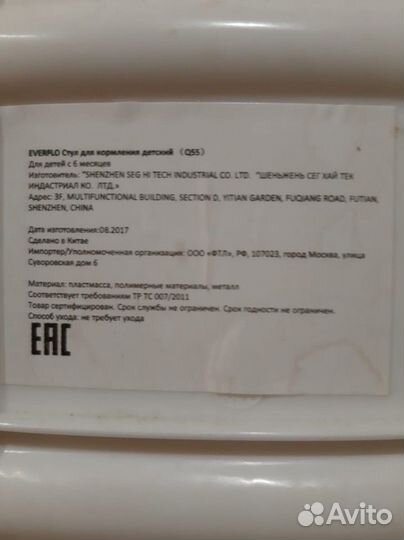 EVERFLO Стул для кормления детский (Q55)
Для детей с 6 месяцев
Изготовитель: "SHENZHEN SEG HI TECH INDUSTRIAL CO. LTD. "ШЕНЬЖЕНЬ СЕГ ХАЙ ТЕК
ИНДАСТРИАЛ КО. ЛТД.»
Адрес: 3F, MULTIFUNCTIONAL BUILDING, SECTION D, YITIAN GARDEN, FUQIANG ROAD, FUTIAN,
SHENZHEN, CHINA
Дата изготовления:08.2017
Сделано в Китае
Импортер/Уполномоченная организация: ООО «ФТЛ», РФ, 107023, город Москва, улица
Суворовская дом 6
Материал: пластмасса, полимерные материалы, металл
Соответствует требованиям ТР ТС 007/2011
Товар сертифицирован. Срок службы не ограничен. Срок годности не ограничен.
Способ ухода: не требует ухода
EAC
Avito